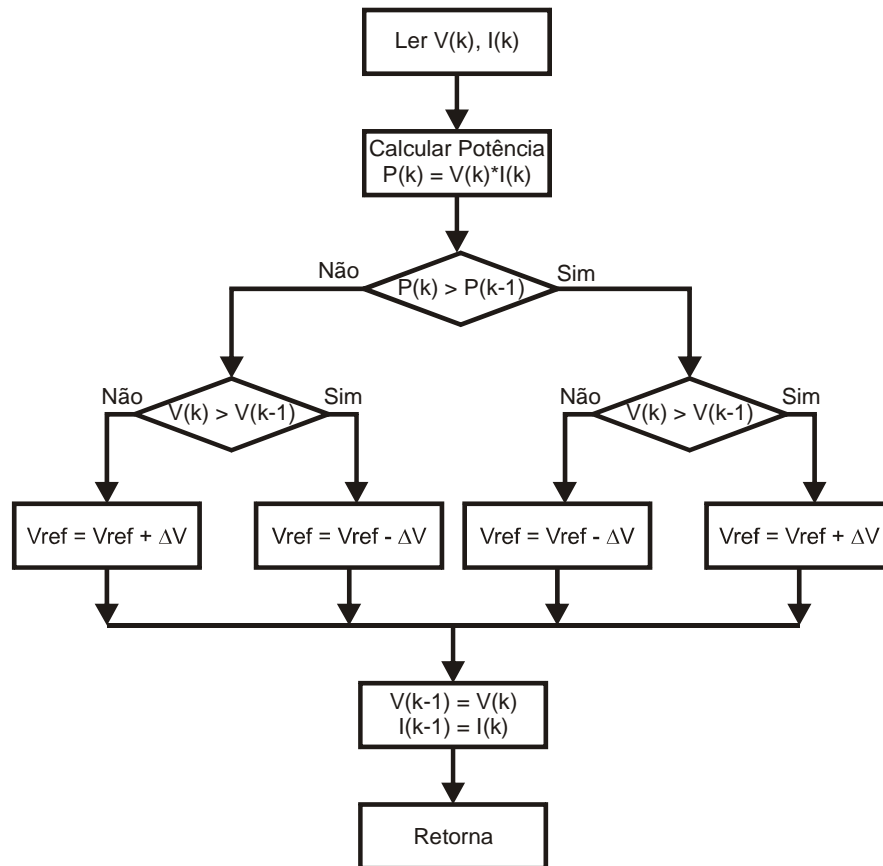 Ler V(k), I(k)
Calcular Potência
P(k) = V(k)*I(k)
Não
Sim
P(k) > P(k-1)
Não
Sim
Não
Sim
V(k) > V(k-1)
V(k) > V(k-1)
Vref = Vref + ΔV
Vref = Vref - ΔV
Vref = Vref - ΔV
Vref = Vref + ΔV
V(k-1) = V(k)
I(k-1) = I(k)
Retorna